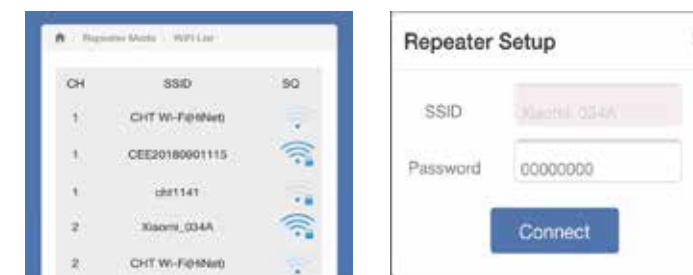 Repeater Mode WiFi List
CH SSID SQ
1 CHT Wi-Fi(HiNet)
1 CEE20180901115
1 cht1141
2 Xiaomi_034A
2 CHT Wi-Fi(HiNet)
Repeater Setup
SSID Xiaomi_034A
Password 00000000
Connect